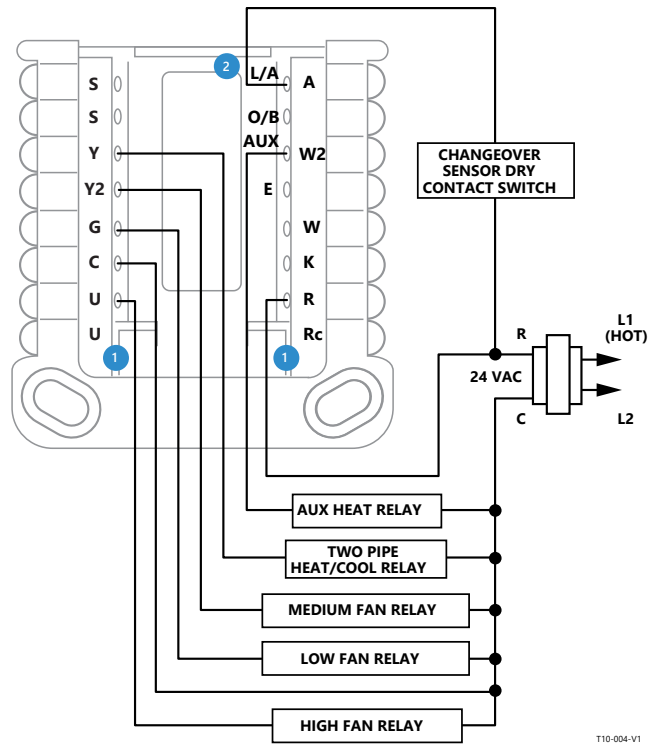 2
L/A
S
A
S
O/B
AUX
Y
W2
Y2
E
G
W
C
K
U
R
U
Rc
1
1
CHANGEOVER
SENSOR DRY
CONTACT SWITCH
R
L1
(HOT)
24 VAC
C
L2
AUX HEAT RELAY
TWO PIPE
HEAT/COOL RELAY
MEDIUM FAN RELAY
LOW FAN RELAY
HIGH FAN RELAY
T10-004-V1